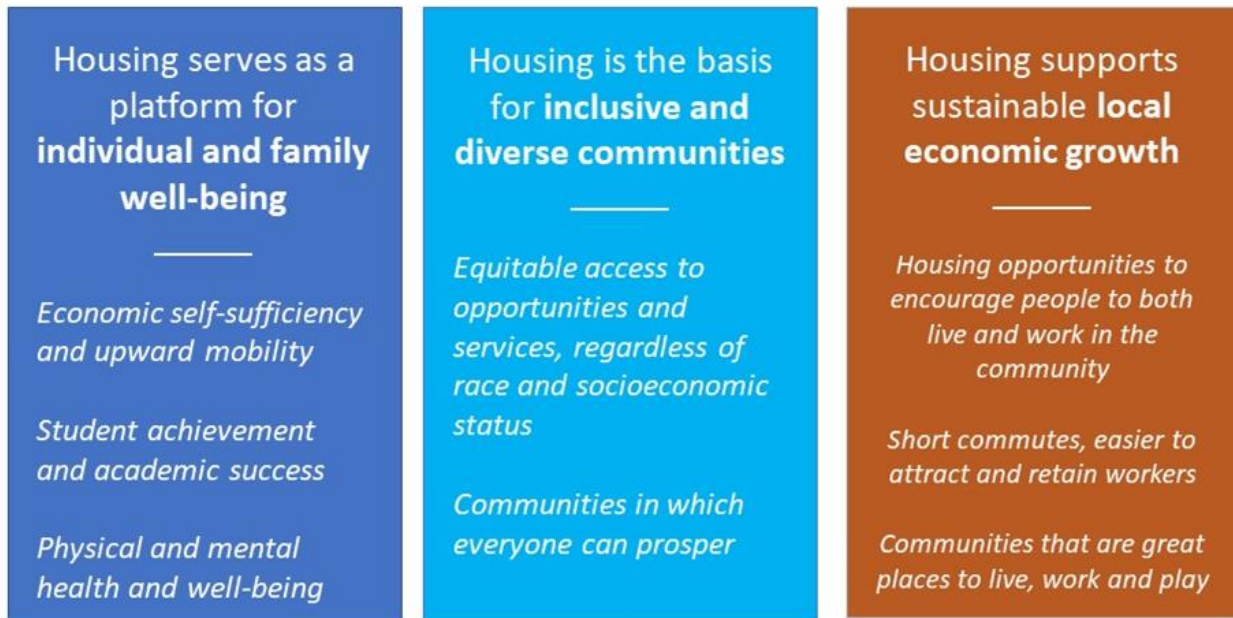 Housing serves as a
platform for
individual and family
well-being
Economic self-sufficiency
and upward mobility
Student achievement
and academic success
Physical and mental
health and well-being
Housing is the basis
for inclusive and
diverse communities
Equitable access to
opportunities and
services, regardless of
race and socioeconomic
status
Communities in which
everyone can prosper
Housing supports
sustainable local
economic growth
Housing opportunities to
encourage people to both
live and work in the
community
Short commutes, easier to
attract and retain workers
Communities that are great
places to live, work and play